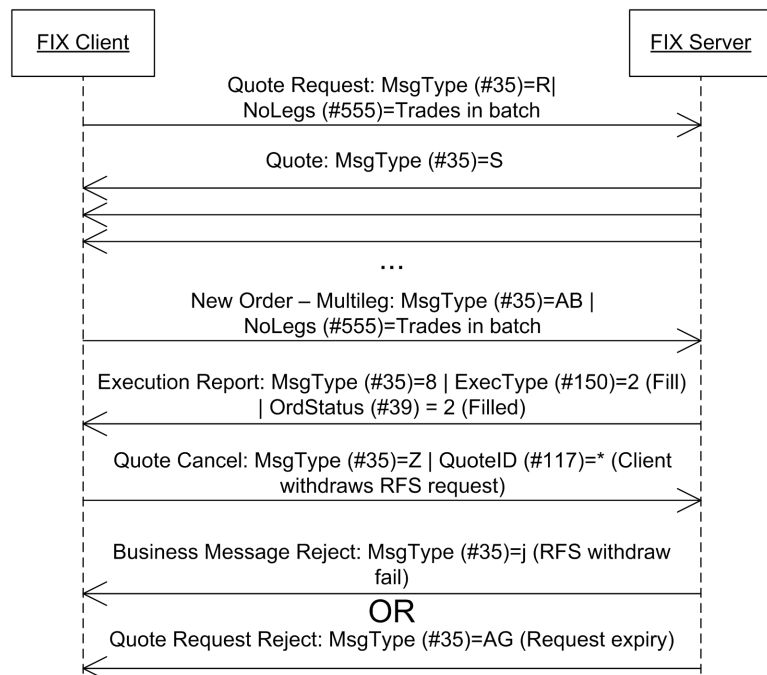 FIX Client
FIX Server
Quote Request: MsgType (#35)=R|
NoLegs (#555)=Trades in batch
Quote: MsgType (#35)=S
...
New Order – Multileg: MsgType (#35)=AB |
NoLegs (#555)=Trades in batch
Execution Report: MsgType (#35)=8 | ExecType (#150)=2 (Fill)
| OrdStatus (#39) = 2 (Filled)
Quote Cancel: MsgType (#35)=Z | QuoteID (#117)=* (Client
withdraws RFS request)
Business Message Reject: MsgType (#35)=j (RFS withdraw
fail)
OR
Quote Request Reject: MsgType (#35)=AG (Request expiry)